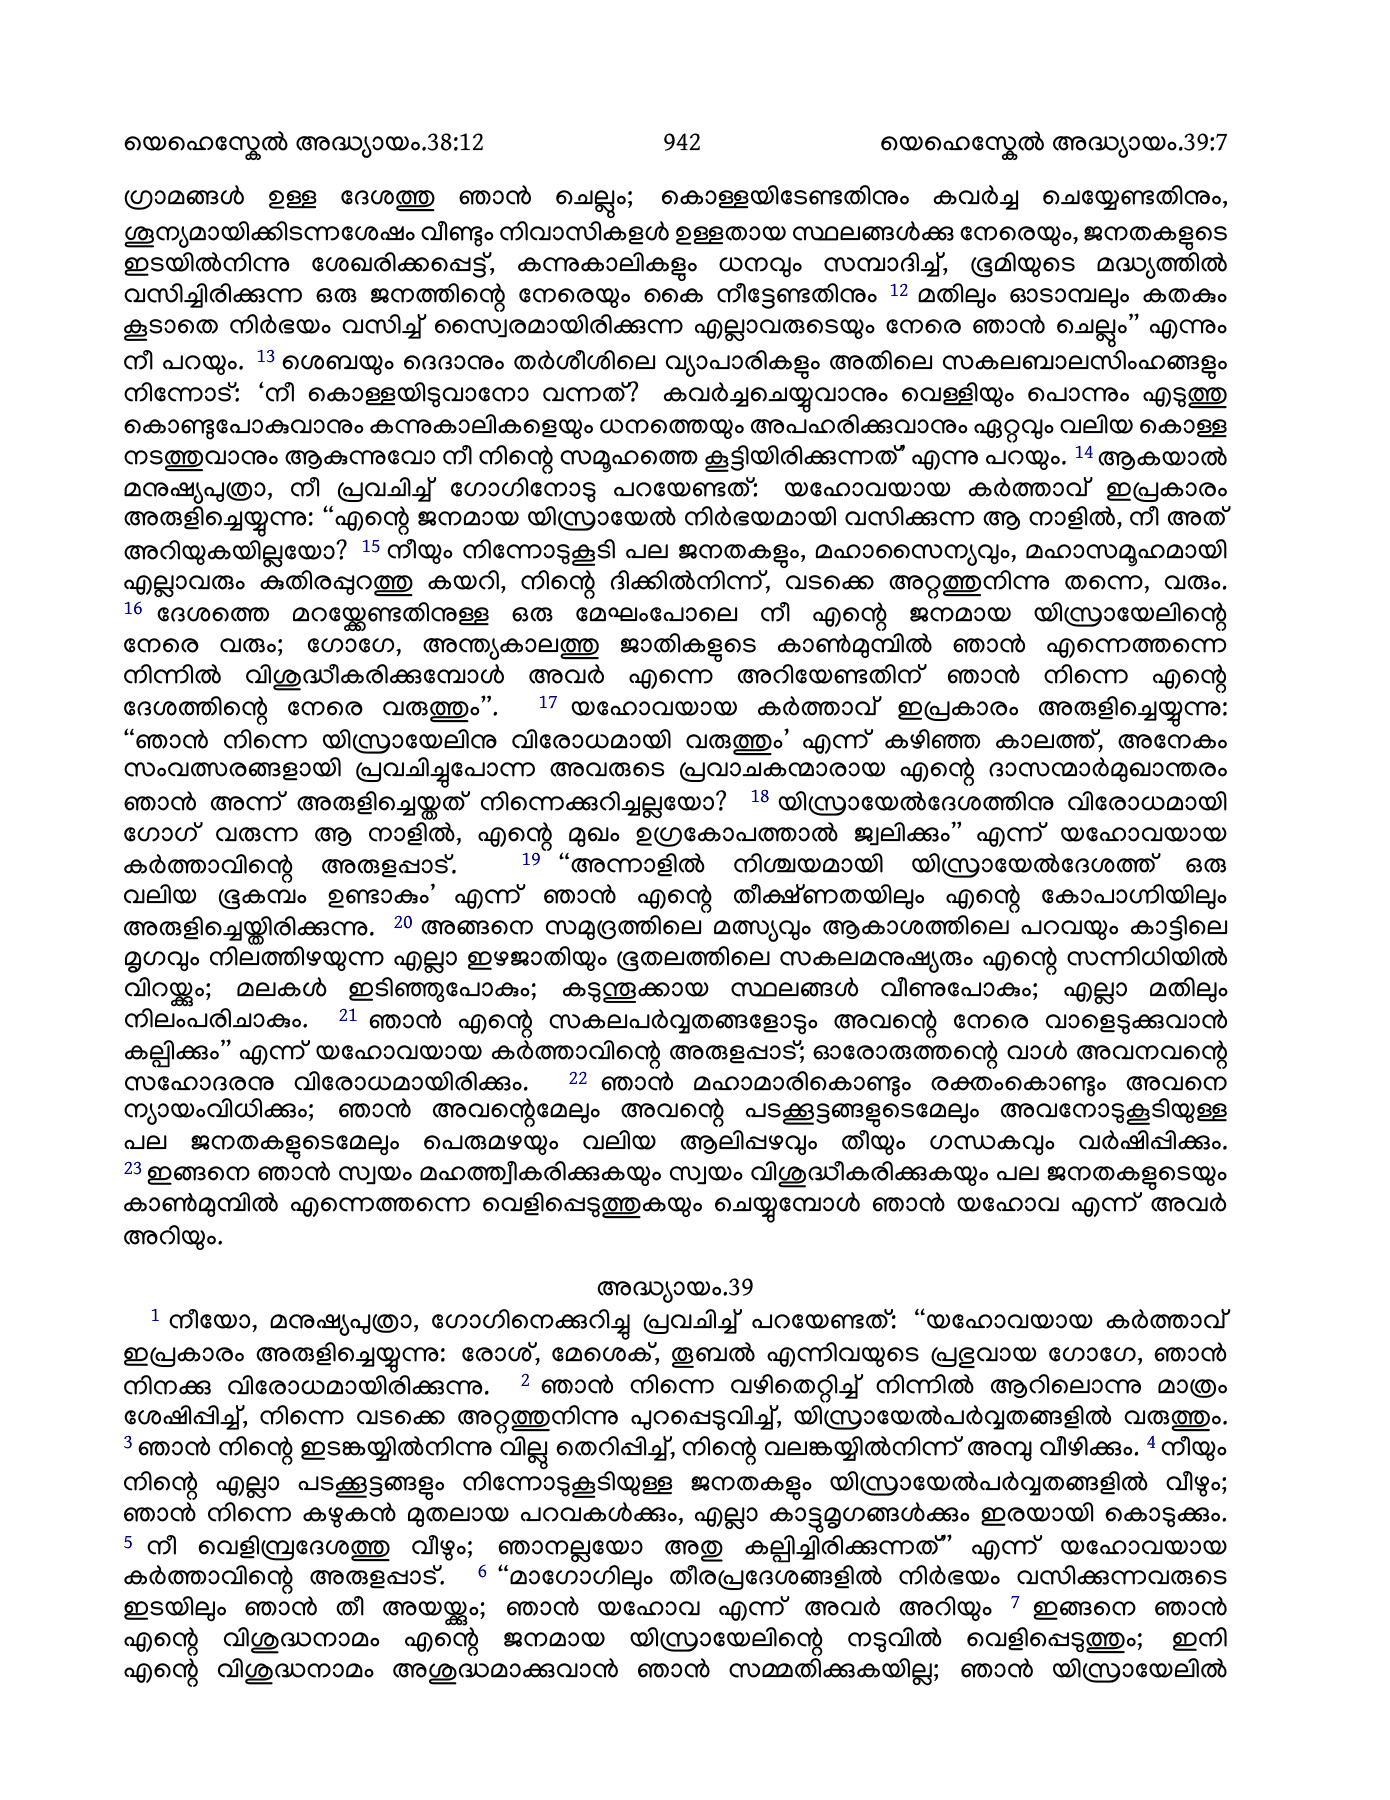 യെഹെസ്കേൽ അദ്ധ്യായം.38:12 942 യെഹെസ്കേൽ അദ്ധ്യായം.39:7
ഗ്രാമങ്ങൾ ഉള്ള ദേശത്തു ഞാൻ ചെല്ലും; കൊള്ളയിടേണ്ടതിനും കവർച്ച ചെയ്യേണ്ടതിനും,
ശൂന്യമായിക്കിടന്നശേഷം വീണ്ടും നിവാസികളൾ ഉള്ളതായ സ്ഥലങ്ങൾക്കു നേരെയും, ജനതകളുടെ
ഇടയിൽനിന്നു ശേഖരിക്കപ്പെട്ട്, കന്നുകാലികളും ധനവും സമ്പാദിച്ച്, ഭൂമിയുടെ മദ്ധ്യത്തിൽ
വസിച്ചിരിക്കുന്ന ഒരു ജനത്തിന്റെ നേരെയും കൈ നീട്ടേണ്ടതിനും 12 മതിലും ഓടാമ്പലും കതകും
കൂടാതെ നിർഭയം വസിച്ച് സ്വൈരമായിരിക്കുന്ന എല്ലാവരുടെയും നേരെ ഞാൻ ചെല്ലും” എന്നും
നീ പറയും. 13 ശെബയും ദെദാനും തർശീശിലെ വ്യാപാരികളും അതിലെ സകലബാലസിംഹങ്ങളും
നിന്നോട്: ‘നീ കൊള്ളയിടുവാനോ വന്നത്? കവർച്ചചെയ്യുവാനും വെള്ളിയും പൊന്നും എടുത്തു
കൊണ്ടുപോകുവാനും കന്നുകാലികളെയും ധനത്തെയും അപഹരിക്കുവാനും ഏറ്റവും വലിയ കൊള്ള
നടത്തുവാനും ആകുന്നുവോ നീ നിന്റെ സമൂഹത്തെ കൂട്ടിയിരിക്കുന്നത്’ എന്നു പറയും. 14 ആകയാൽ
മനുഷ്യപുത്രാ, നീ പ്രവചിച്ച് ഗോഗിനോടു പറയേണ്ടത്: യഹോവയായ കർത്താവ് ഇപ്രകാരം
അരുളിച്ചെയ്യുന്നു: “എന്റെ ജനമായ യിസ്രായേൽ നിർഭയമായി വസിക്കുന്ന ആ നാളിൽ, നീ അത്
അറിയുകയില്ലയോ? 15 നീയും നിന്നോടുകൂടി പല ജനതകളും, മഹാസൈന്യവും, മഹാസമൂഹമായി
എല്ലാവരും കുതിരപ്പുറത്തു കയറി, നിന്റെ ദിക്കിൽനിന്ന്, വടക്കെ അറ്റത്തുനിന്നു തന്നെ, വരും.
16 ദേശത്തെ മറയ്ക്കേണ്ടതിനുള്ള ഒരു മേഘംപോലെ നീ എന്റെ ജനമായ യിസ്രായേലിന്റെ
നേരെ വരും; ഗോഗേ, അന്ത്യകാലത്തു ജാതികളുടെ കാൺമുമ്പിൽ ഞാൻ എന്നെത്തന്നെ
നിന്നിൽ വിശുദ്ധീകരിക്കുമ്പോൾ അവർ എന്നെ അറിയേണ്ടതിന് ഞാൻ നിന്നെ എന്റെ
ദേശത്തിന്റെ നേരെ വരുത്തും”. 17 യഹോവയായ കർത്താവ് ഇപ്രകാരം അരുളിച്ചെയ്യുന്നു:
“ഞാൻ നിന്നെ യിസ്രായേലിനു വിരോധമായി വരുത്തും’ എന്ന് കഴിഞ്ഞ കാലത്ത്, അനേകം
സംവത്സരങ്ങളായി പ്രവചിച്ചുപോന്ന അവരുടെ പ്രവാചകന്മാരായ എന്റെ ദാസന്മാർമുഖാന്തരം
ഞാൻ അന്ന് അരുളിച്ചെയ്തത് നിന്നെക്കുറിച്ചല്ലയോ? 18 യിസ്രായേൽദേശത്തിനു വിരോധമായി
ഗോഗ് വരുന്ന ആ നാളിൽ, എന്റെ മുഖം ഉഗ്രകോപത്താൽ ജ്വലിക്കും” എന്ന് യഹോവയായ
കർത്താവിന്റെ അരുളപ്പാട്. 19 “അന്നാളിൽ നിശ്ചയമായി യിസ്രായേൽദേശത്ത് ഒരു
വലിയ ഭൂകമ്പം ഉണ്ടാകും’ എന്ന് ഞാൻ എന്റെ തീക്ഷ്ണതയിലും എന്റെ കോപാഗ്നിയിലും
അരുളിച്ചെയ്തിരിക്കുന്നു. 20 അങ്ങനെ സമുദ്രത്തിലെ മത്സ്യവും ആകാശത്തിലെ പറവയും കാട്ടിലെ
മൃഗവും നിലത്തിഴയുന്ന എല്ലാ ഇഴജാതിയും ഭൂതലത്തിലെ സകലമനുഷ്യരും എന്റെ സന്നിധിയിൽ
വിറയ്ക്കും; മലകൾ ഇടിഞ്ഞുപോകും; കടുന്തൂക്കായ സ്ഥലങ്ങൾ വീണുപോകും; എല്ലാ മതിലും
നിലംപരിചാകും. 21 ഞാൻ എന്റെ സകലപർവ്വതങ്ങളോടും അവന്റെ നേരെ വാളെടുക്കുവാൻ
കല്പിക്കും” എന്ന് യഹോവയായ കർത്താവിന്റെ അരുളപ്പാട്; ഓരോരുത്തന്റെ വാൾ അവനവന്റെ
സഹോദരനു വിരോധമായിരിക്കും. 22 ഞാൻ മഹാമാരികൊണ്ടും രക്തംകൊണ്ടും അവനെ
ന്യായംവിധിക്കും; ഞാൻ അവന്റെമേലും അവന്റെ പടക്കൂട്ടങ്ങളുടെമേലും അവനോടുകൂടിയുള്ള
പല ജനതകളുടെമേലും പെരുമഴയും വലിയ ആലിപ്പഴവും തീയും ഗന്ധകവും വർഷിപ്പിക്കും.
23 ഇങ്ങനെ ഞാൻ സ്വയം മഹത്ത്വീകരിക്കുകയും സ്വയം വിശുദ്ധീകരിക്കുകയും പല ജനതകളുടെയും
കാൺമുമ്പിൽ എന്നെത്തന്നെ വെളിപ്പെടുത്തുകയും ചെയ്യുമ്പോൾ ഞാൻ യഹോവ എന്ന് അവർ
അറിയും.
അദ്ധ്യായം.39
1 നീയോ, മനുഷ്യപുത്രാ, ഗോഗിനെക്കുറിച്ചു പ്രവചിച്ച് പറയേണ്ടത്: “യഹോവയായ കർത്താവ്
ഇപ്രകാരം അരുളിച്ചെയ്യുന്നു: രോശ്, മേശെക്, തൂബൽ എന്നിവയുടെ പ്രഭുവായ ഗോഗേ, ഞാൻ
നിനക്കു വിരോധമായിരിക്കുന്നു. 2 ഞാൻ നിന്നെ വഴിതെറ്റിച്ച് നിന്നിൽ ആറിലൊന്നു മാത്രം
ശേഷിപ്പിച്ച്, നിന്നെ വടക്കെ അറ്റത്തുനിന്നു പുറപ്പെടുവിച്ച്, യിസ്രായേൽപർവ്വതങ്ങളിൽ വരുത്തും.
3 ഞാൻ നിന്റെ ഇടങ്കയ്യിൽനിന്നു വില്ലു തെറിപ്പിച്ച്, നിന്റെ വലങ്കയ്യിൽനിന്ന് അമ്പു വീഴിക്കും. 4 നീയും
നിന്റെ എല്ലാ പടക്കൂട്ടങ്ങളും നിന്നോടുകൂടിയുള്ള ജനതകളും യിസ്രായേൽപർവ്വതങ്ങളിൽ വീഴും;
ഞാൻ നിന്നെ കഴുകൻ മുതലായ പറവകൾക്കും, എല്ലാ കാട്ടുമൃഗങ്ങൾക്കും ഇരയായി കൊടുക്കും.
5 നീ വെളിമ്പ്രദേശത്തു വീഴും; ഞാനല്ലയോ അതു കല്പിച്ചിരിക്കുന്നത്” എന്ന് യഹോവയായ
കർത്താവിന്റെ അരുളപ്പാട്. 6 “മാഗോഗിലും തീരപ്രദേശങ്ങളിൽ നിർഭയം വസിക്കുന്നവരുടെ
ഇടയിലും ഞാൻ തീ അയയ്ക്കും; ഞാൻ യഹോവ എന്ന് അവർ അറിയും 7 ഇങ്ങനെ ഞാൻ
എന്റെ വിശുദ്ധനാമം എന്റെ ജനമായ യിസ്രായേലിന്റെ നടുവിൽ വെളിപ്പെടുത്തും; ഇനി
എന്റെ വിശുദ്ധനാമം അശുദ്ധമാക്കുവാൻ ഞാൻ സമ്മതിക്കുകയില്ല; ഞാൻ യിസ്രായേലിൽ